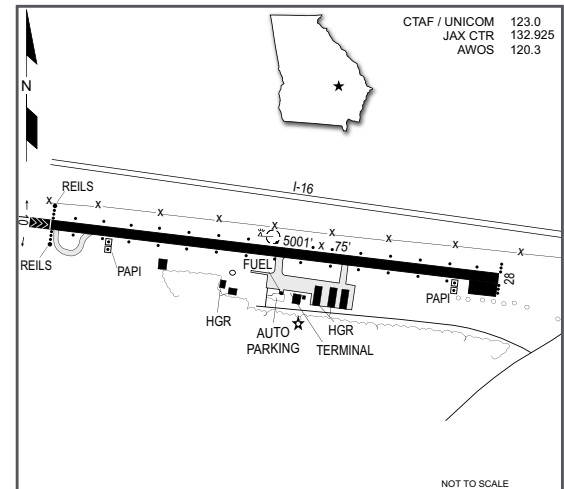 CTAF / UNICOM 123.0
JAX CTR 132.925
AWOS 120.3
N
I-16
REILS
10
5001' x 75'
REILS
PAPI
FUEL
28
PAPI
HGR
AUTO PARKING
HGR
TERMINAL
NOT TO SCALE